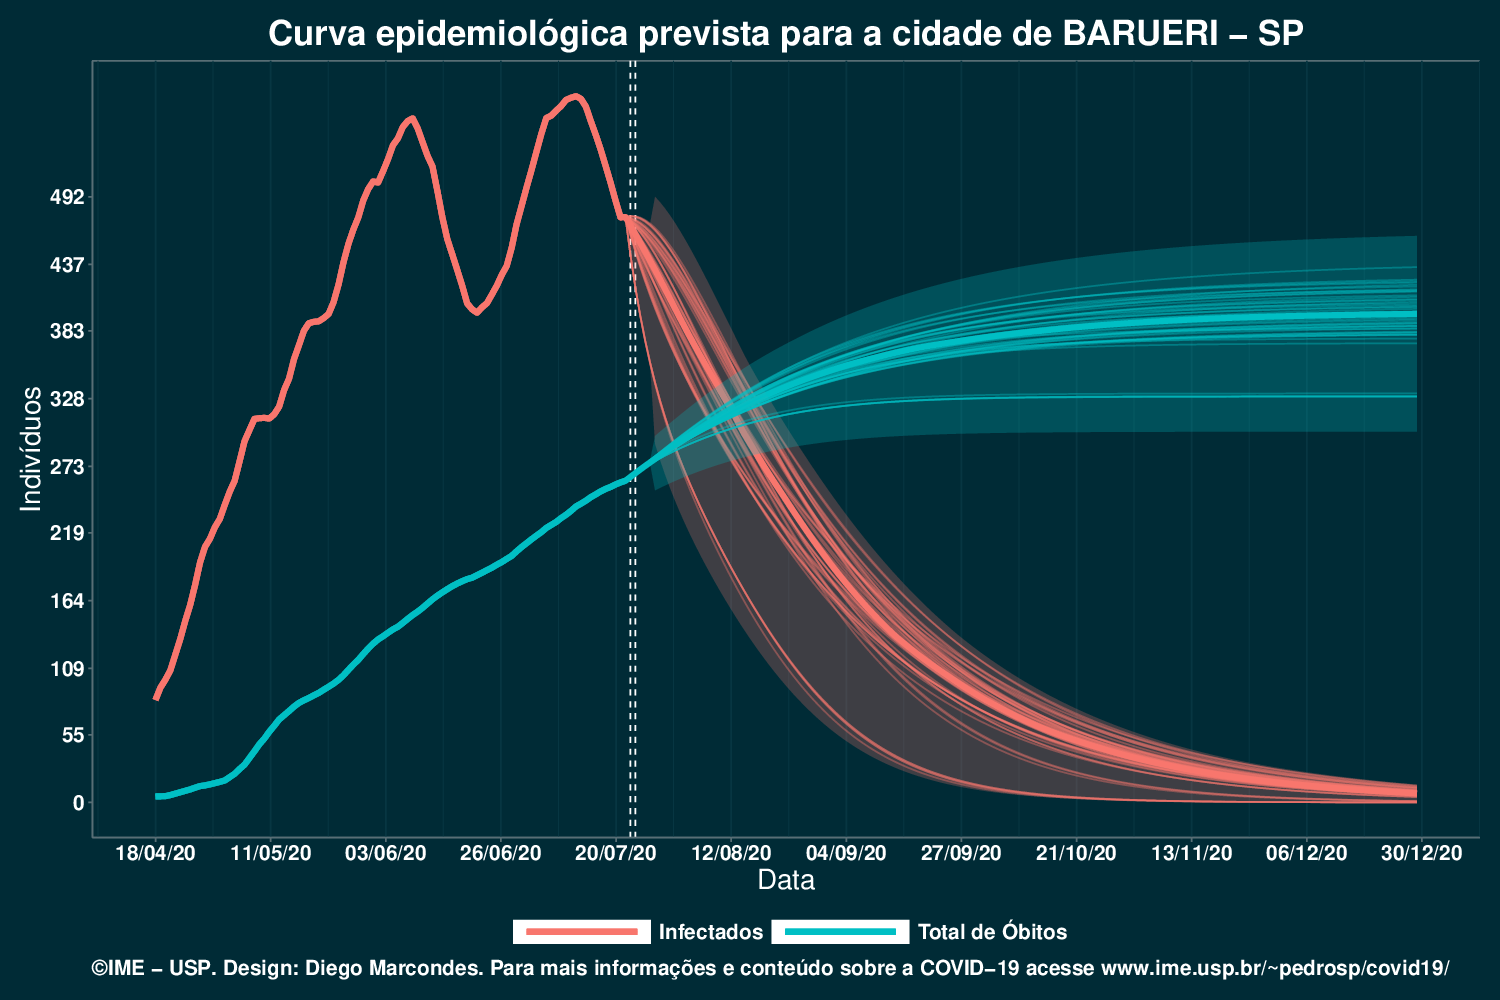 Curva epidemiológica prevista para a cidade de BARUERI – SP
Indivíduos
492
437
383
328
273
219
164
109
55
0
18/04/20 11/05/20 03/06/20 26/06/20 20/07/20 12/08/20 04/09/20 27/09/20 21/10/20 13/11/20 06/12/20 30/12/20
Data
Infectados Total de Óbitos
©IME – USP. Design: Diego Marcondes. Para mais informações e conteúdo sobre a COVID–19 acesse www.ime.usp.br/~pedrosp/covid19/